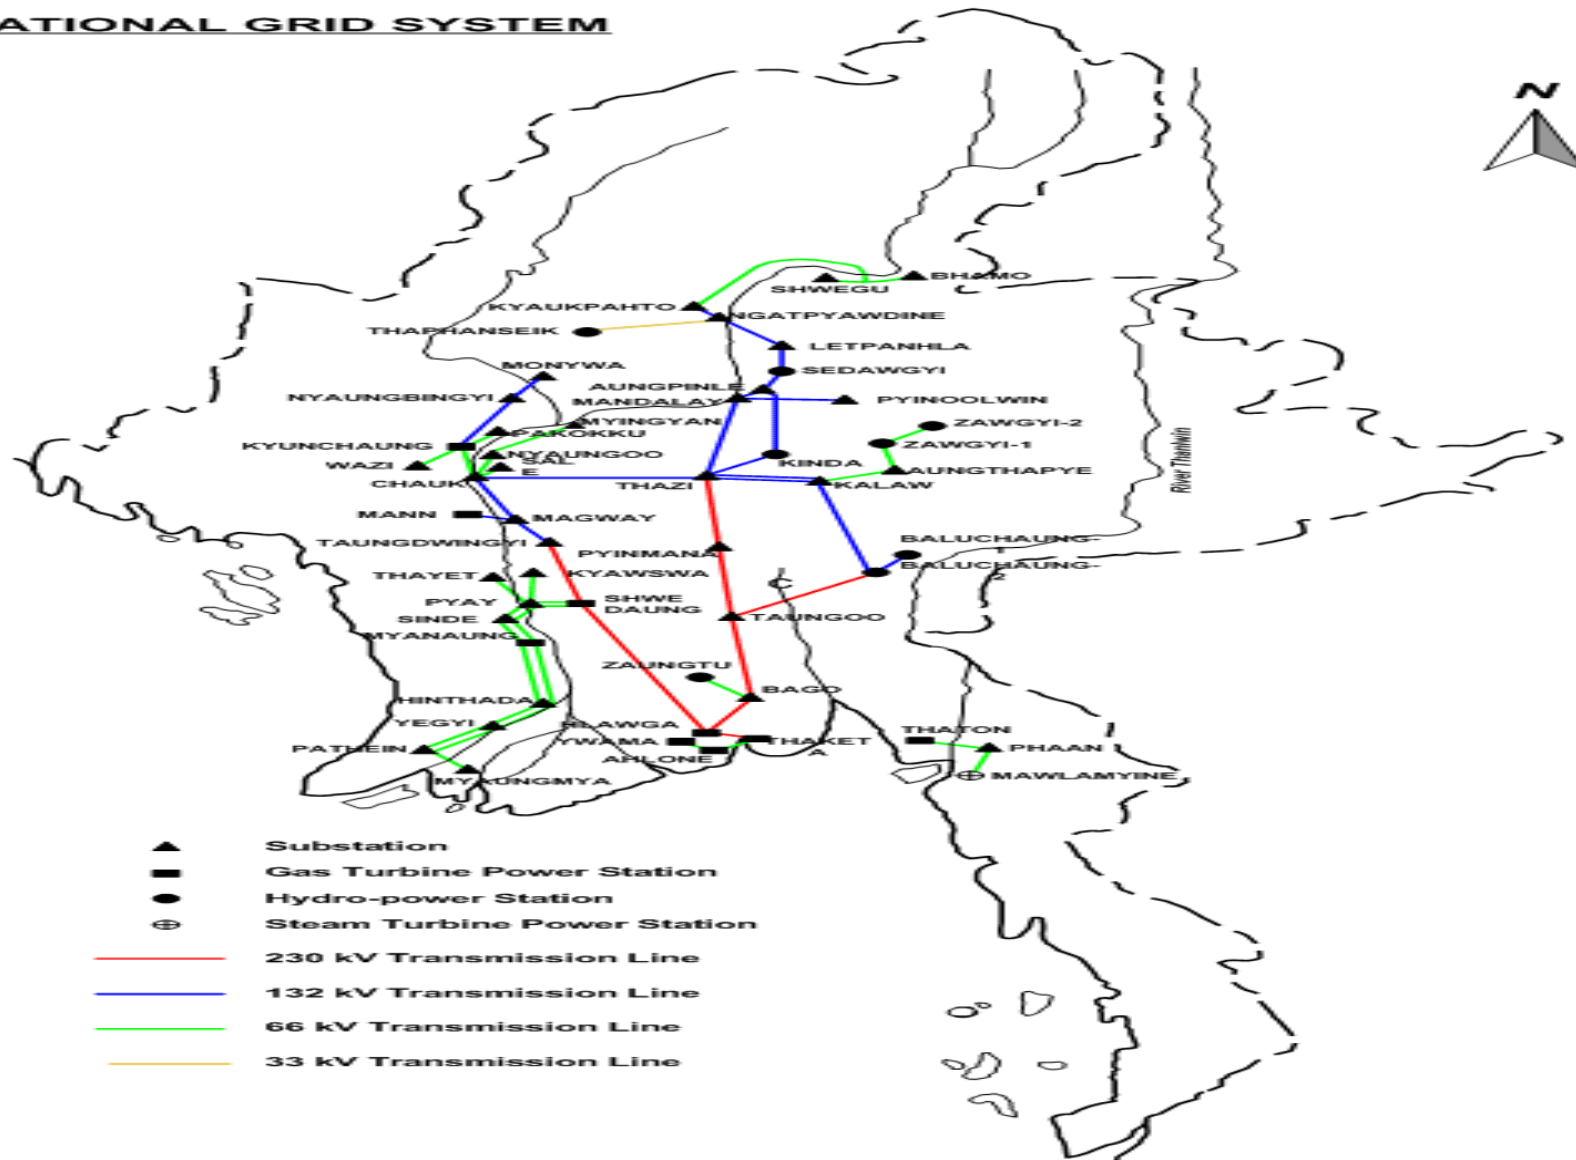 ATIONAL GRID SYSTEM
N
BHAMO
SHWEGU
KYAUKPAHTO
NGATPYAWDINE
THAPHANSEIK
LETPANHLA
MONYWA
SEDAWGYI
AUNGPINLE
NYAUNGBINGYI
MANDALAY
PYINOOLWIN
MYINGYAN
ZAWGYI-2
PAKOKKU
KYUNCHAUNG
ZAWGYI-1
NYAUNGOO
WAZI
SAL
E
KINDA
AUNGTHAPYE
CHAUK
THAZI
KALAW
River Thanlwin
MANN
MAGWAY
TAUNGDWINGYI
PYINMANA
BALUCHAUNG-
1
BALUCHAUNG-
2
THAYET
KYAWSWA
PYAY
SHWE
DAUNG
SINDE
TAUNGOO
MYANAUNG
ZAUNGTU
BAGO
HINTHADA
YEGYI
HLAWGA
THATON
YWAMA
THAKET
A
PATHEIN
PHAAN
AHLONE
MYAUNGMYA
MAWLAMYINE
Substation
Gas Turbine Power Station
Hydro-power Station
Steam Turbine Power Station
230 kV Transmission Line
132 kV Transmission Line
66 kV Transmission Line
33 kV Transmission Line